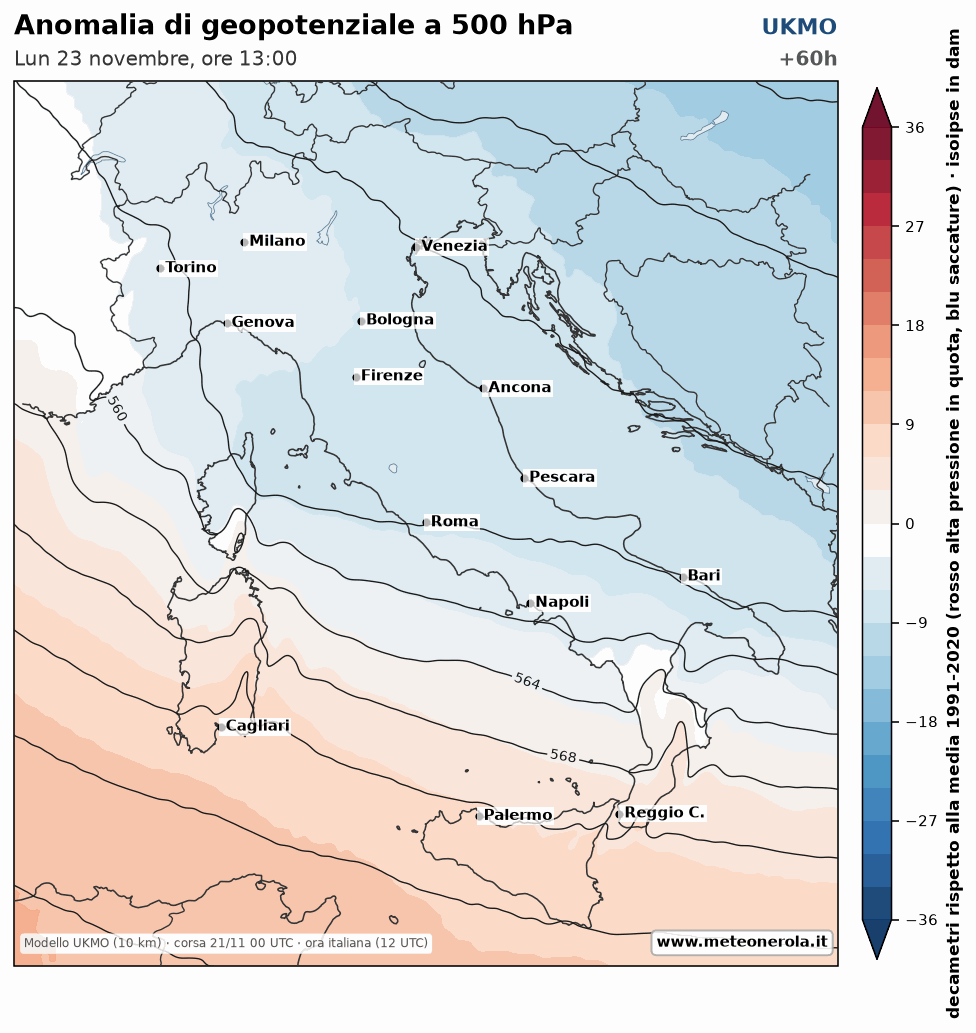 Anomalia di geopotenziale a 500 hPa
UKMO
Lun 23 novembre, ore 13:00
+60h
Milano
Venezia
Torino
Genova
Bologna
Firenze
Ancona
560
Pescara
Roma
Bari
Napoli
564
Cagliari
568
Palermo
Reggio C.
Modello UKMO (10 km) · corsa 21/11 00 UTC · ora italiana (12 UTC)
www.meteonerola.it
36
27
18
9
0
−9
−18
−27
−36
decametri rispetto alla media 1991-2020 (rosso alta pressione in quota, blu saccature) · isoipse in dam